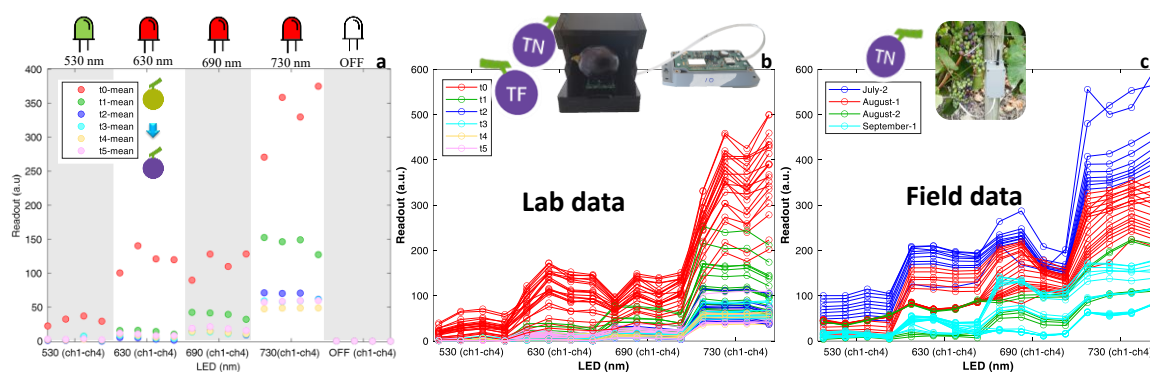 530 nm
630 nm
690 nm
730 nm
OFF
a
400
350
300
250
200
150
100
50
0
Readout (a.u.)
t0-mean
t1-mean
t2-mean
t3-mean
t4-mean
t5-mean
530 (ch1-ch4)
630 (ch1-ch4)
690 (ch1-ch4)
730(ch1-ch4)
OFF (ch1-ch4)
LED (nm)
TN
TF
b
600
500
400
300
200
100
0
Readout (a.u.)
t0
t1
t2
t3
t4
t5
Lab data
530 (ch1-ch4)
630 (ch1-ch4)
690 (ch1-ch4)
730 (ch1-ch4)
LED (nm)
TN
c
600
500
400
300
200
100
0
Readout (a.u.)
July-2
August-1
August-2
September-1
Field data
530 (ch1-ch4)
630 (ch1-ch4)
690 (ch1-ch4)
730 (ch1-ch4)
LED (nm)